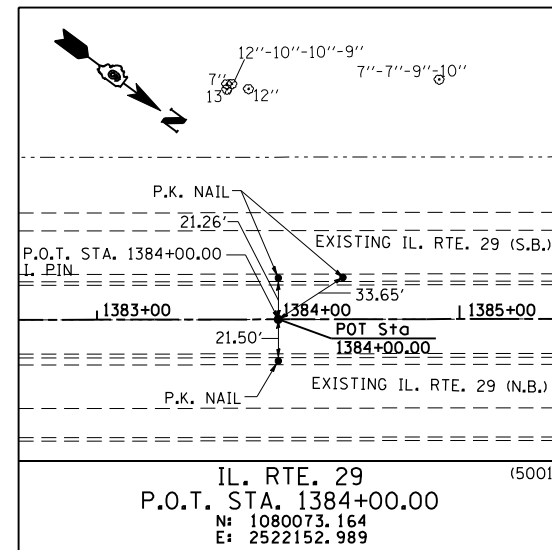 12''-10''-10''-9''
7''
13
12''
7''-7''-9''-10''
N
P.K. NAIL
21.26'
EXISTING IL. RTE. 29 (S.B.)
P.O.T. STA. 1384+00.00
I. PIN
33.65'
1383+00
1384+00
1385+00
21.50'
POT Sta
1384+00.00
P.K. NAIL
EXISTING IL. RTE. 29 (N.B.)
IL. RTE. 29
(5001
P.O.T. STA. 1384+00.00
N: 1080073.164
E: 2522152.989